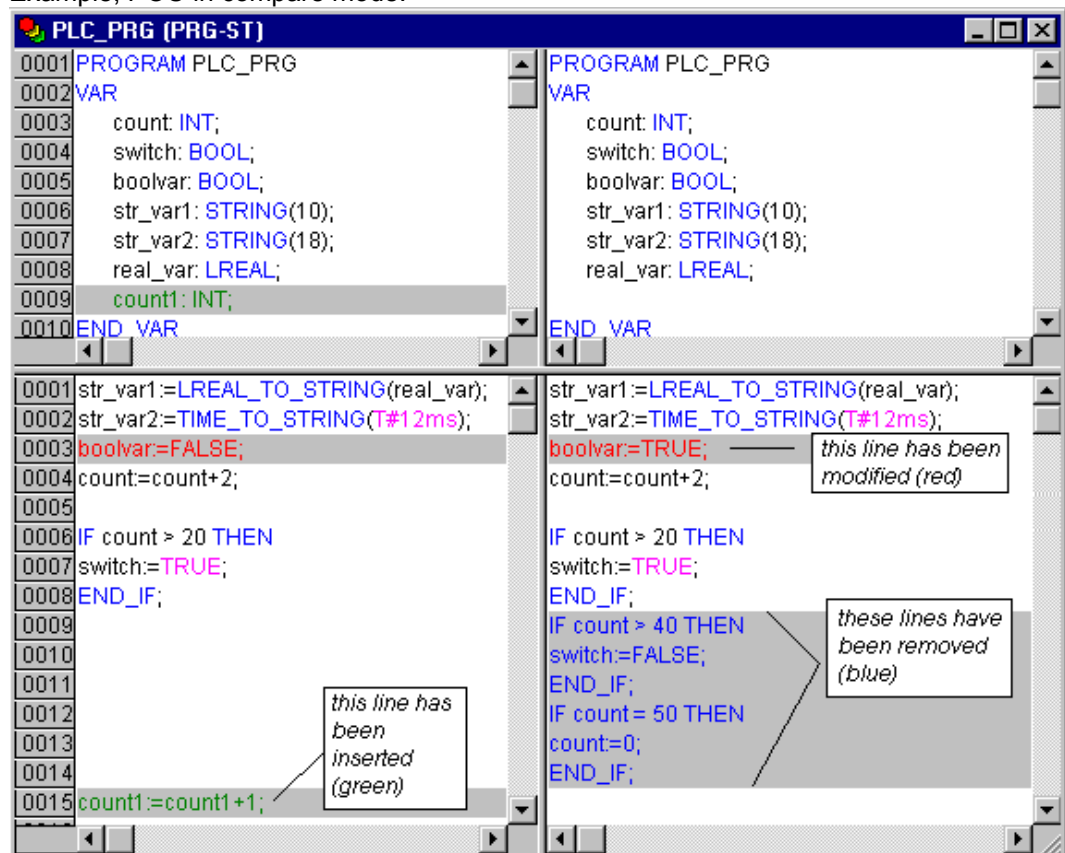 Example, POU in compare mode:
PLC_PRG (PRG-ST)
0001 PROGRAM PLC_PRG
0002 VAR
0003 count: INT;
0004 switch: BOOL;
0005 boolvar: BOOL;
0006 str_var1: STRING(10);
0007 str_var2: STRING(18);
0008 real_var: LREAL;
0009 count1: INT;
0010 END_VAR
PROGRAM PLC_PRG
VAR
count: INT;
switch: BOOL;
boolvar: BOOL;
str_var1: STRING(10);
str_var2: STRING(18);
real_var: LREAL;
END_VAR
0001 str_var1:=LREAL_TO_STRING(real_var);
0002 str_var2:=TIME_TO_STRING(T#12ms);
0003 boolvar:=FALSE;
0004 count:=count+2;
0005
0006 IF count > 20 THEN
0007 switch:=TRUE;
0008 END_IF;
0009
0010
0011
0012
0013
0014
0015 count1:=count1+1;
this line has
been
inserted
(green)
str_var1:=LREAL_TO_STRING(real_var);
str_var2:=TIME_TO_STRING(T#12ms);
boolvar:=TRUE;
count:=count+2;
IF count > 20 THEN
switch:=TRUE;
END_IF;
IF count > 40 THEN
switch:=FALSE;
END_IF;
IF count = 50 THEN
count:=0;
END_IF;
this line has been
modified (red)
these lines have
been removed
(blue)